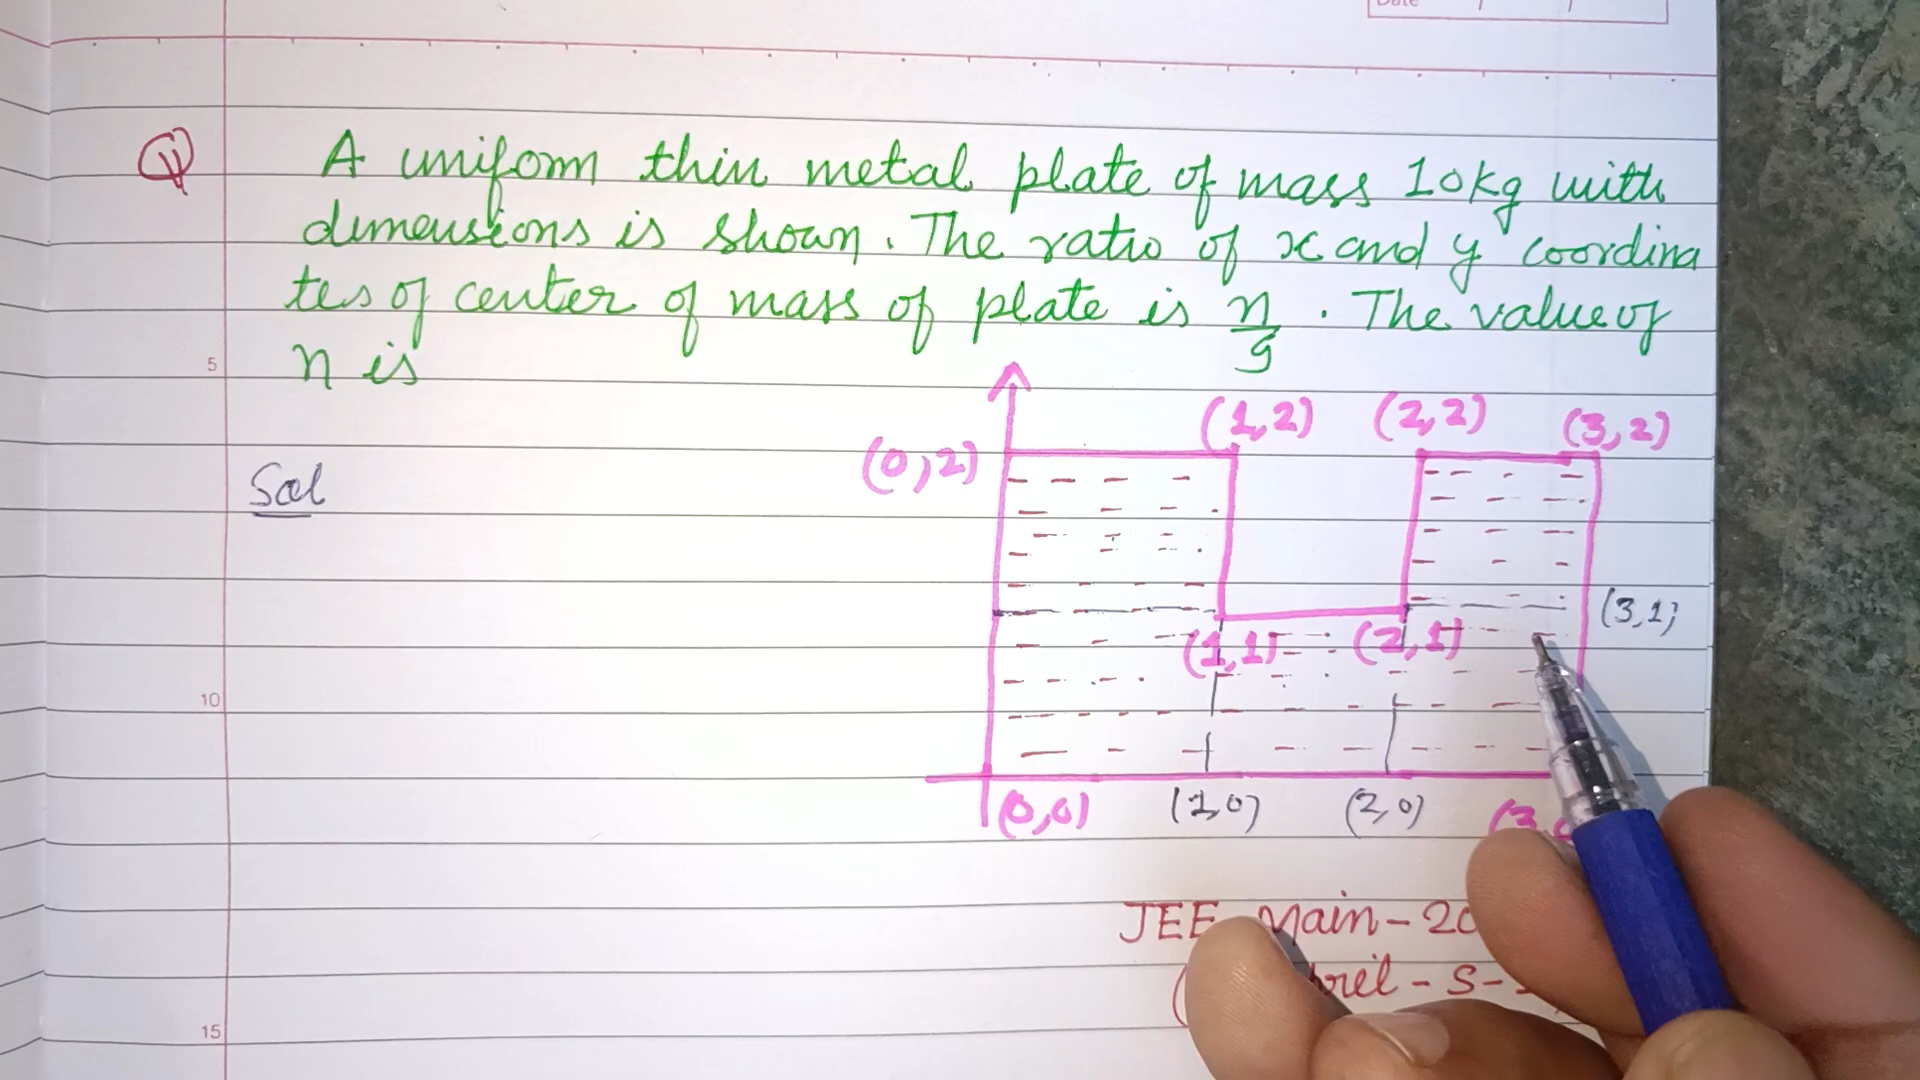 Date / /
Q A uniform thin metal plate of mass 10kg with
dimensions is shown. The ratio of x and y coordina
tes of center of mass of plate is n/9. The value of
5 n is
(1,2) (2,2) (3,2)
(0,2)
Sol
(3,1)
(1,1) (2,1)
10
(0,0) (1,0) (2,0)
JEE Main-20
15